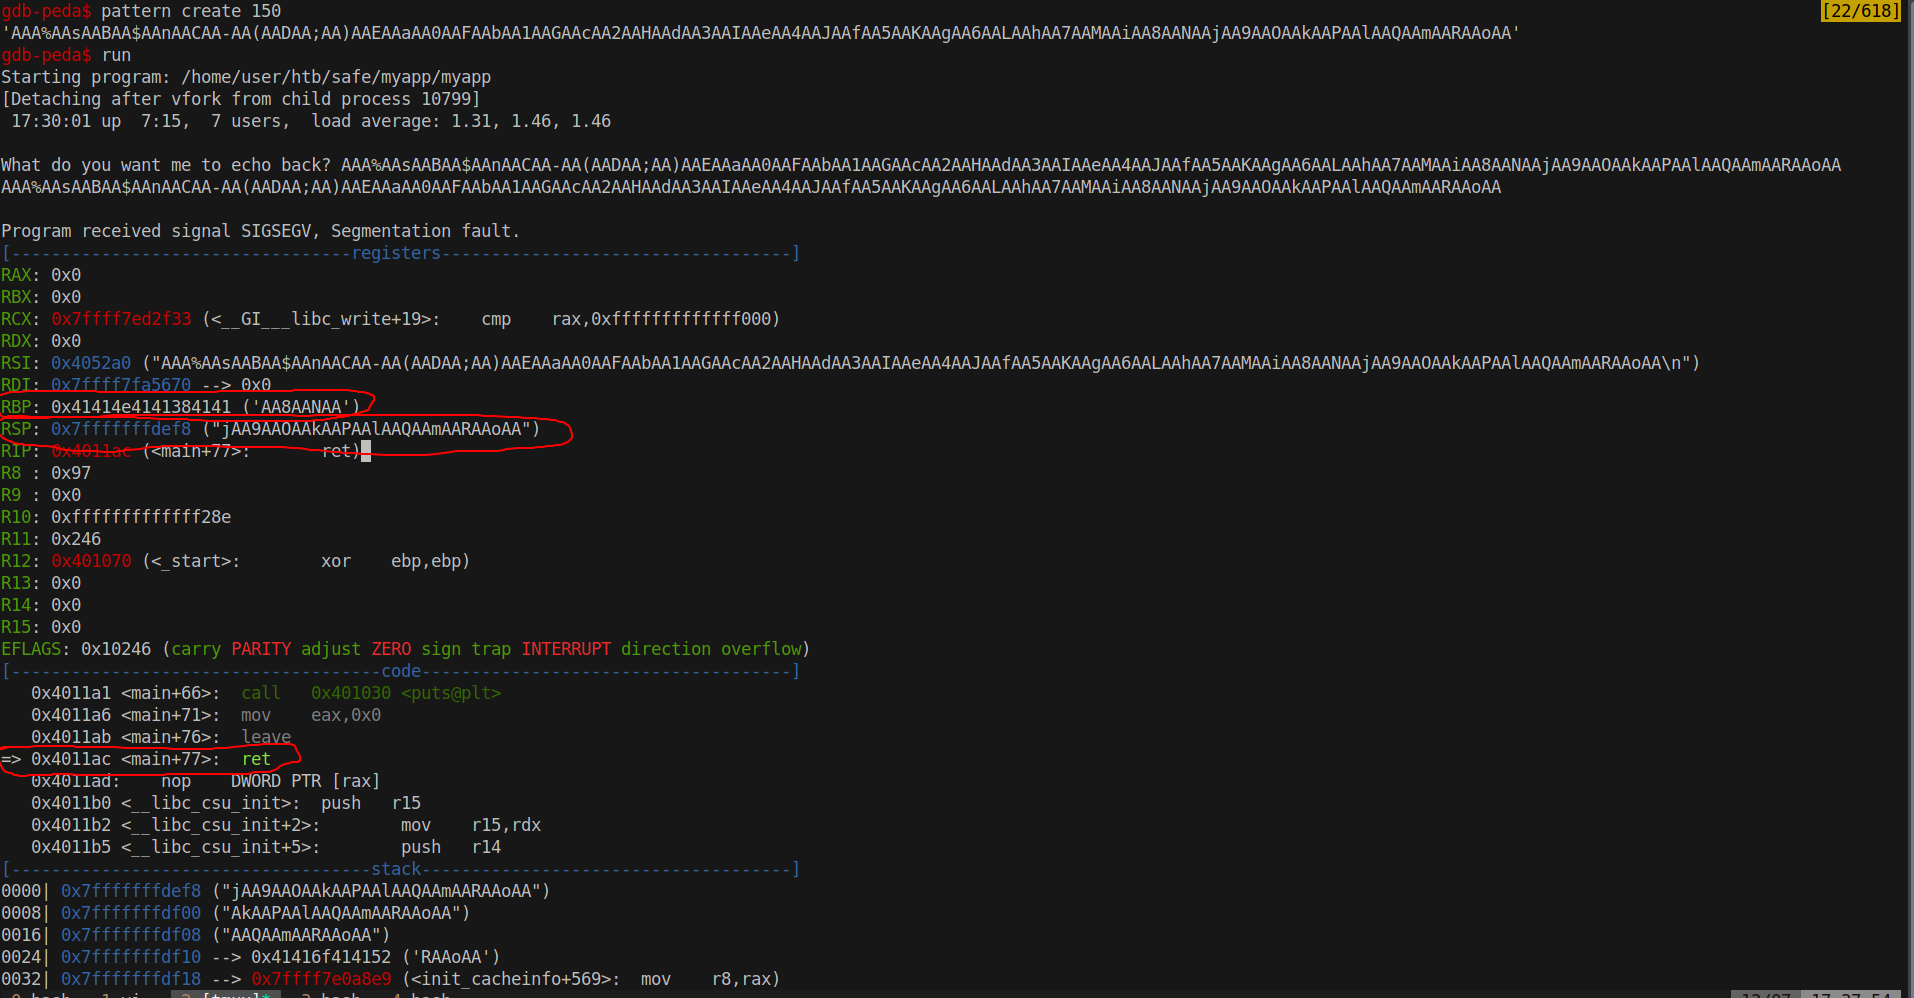 gdb-peda$ pattern create 150 [22/618]
'AAA%AAsAABAA$AAnAACAA-AA(AADAA;AA)AAEAAaAA0AAFAAbAA1AAGAAcAA2AAHAAdAA3AAIAAeAA4AAJAAfAA5AAKAAgAA6AALAAhAA7AAMAAiAA8AANAAjAA9AAOAAkAAPAAlAAQAAmAARAAoAA'
gdb-peda$ run
Starting program: /home/user/htb/safe/myapp/myapp
[Detaching after vfork from child process 10799]
17:30:01 up 7:15, 7 users, load average: 1.31, 1.46, 1.46
What do you want me to echo back? AAA%AAsAABAA$AAnAACAA-AA(AADAA;AA)AAEAAaAA0AAFAAbAA1AAGAAcAA2AAHAAdAA3AAIAAeAA4AAJAAfAA5AAKAAgAA6AALAAhAA7AAMAAiAA8AANAAjAA9AAOAAkAAPAAlAAQAAmAARAAoAA
AAA%AAsAABAA$AAnAACAA-AA(AADAA;AA)AAEAAaAA0AAFAAbAA1AAGAAcAA2AAHAAdAA3AAIAAeAA4AAJAAfAA5AAKAAgAA6AALAAhAA7AAMAAiAA8AANAAjAA9AAOAAkAAPAAlAAQAAmAARAAoAA
Program received signal SIGSEGV, Segmentation fault.
[----------------------------------registers-----------------------------------]
RAX: 0x0
RBX: 0x0
RCX: 0x7ffff7ed2f33 (<__GI___libc_write+19>: cmp rax,0xfffffffffffff000)
RDX: 0x0
RSI: 0x4052a0 ("AAA%AAsAABAA$AAnAACAA-AA(AADAA;AA)AAEAAaAA0AAFAAbAA1AAGAAcAA2AAHAAdAA3AAIAAeAA4AAJAAfAA5AAKAAgAA6AALAAhAA7AAMAAiAA8AANAAjAA9AAOAAkAAPAAlAAQAAmAARAAoAA\n")
RDI: 0x7ffff7fa5670 --> 0x0
RBP: 0x41414e4141384141 ('AA8AANAA')
RSP: 0x7fffffffdef8 ("jAA9AAOAAkAAPAAlAAQAAmAARAAoAA")
RIP: 0x4011ac (<main+77>: ret)
R8 : 0x97
R9 : 0x0
R10: 0xfffffffffffff28e
R11: 0x246
R12: 0x401070 (<_start>: xor ebp,ebp)
R13: 0x0
R14: 0x0
R15: 0x0
EFLAGS: 0x10246 (carry PARITY adjust ZERO sign trap INTERRUPT direction overflow)
[-------------------------------------code-------------------------------------]
0x4011a1 <main+66>: call 0x401030 <puts@plt>
0x4011a6 <main+71>: mov eax,0x0
0x4011ab <main+76>: leave
=> 0x4011ac <main+77>: ret
0x4011ad: nop DWORD PTR [rax]
0x4011b0 <__libc_csu_init>: push r15
0x4011b2 <__libc_csu_init+2>: mov r15,rdx
0x4011b5 <__libc_csu_init+5>: push r14
[------------------------------------stack-------------------------------------]
0000| 0x7fffffffdef8 ("jAA9AAOAAkAAPAAlAAQAAmAARAAoAA")
0008| 0x7fffffffdf00 ("AkAAPAAlAAQAAmAARAAoAA")
0016| 0x7fffffffdf08 ("AAQAAmAARAAoAA")
0024| 0x7fffffffdf10 --> 0x41416f414152 ('RAAoAA')
0032| 0x7fffffffdf18 --> 0x7ffff7e0a8e9 (<init_cacheinfo+569>: mov r8,rax)